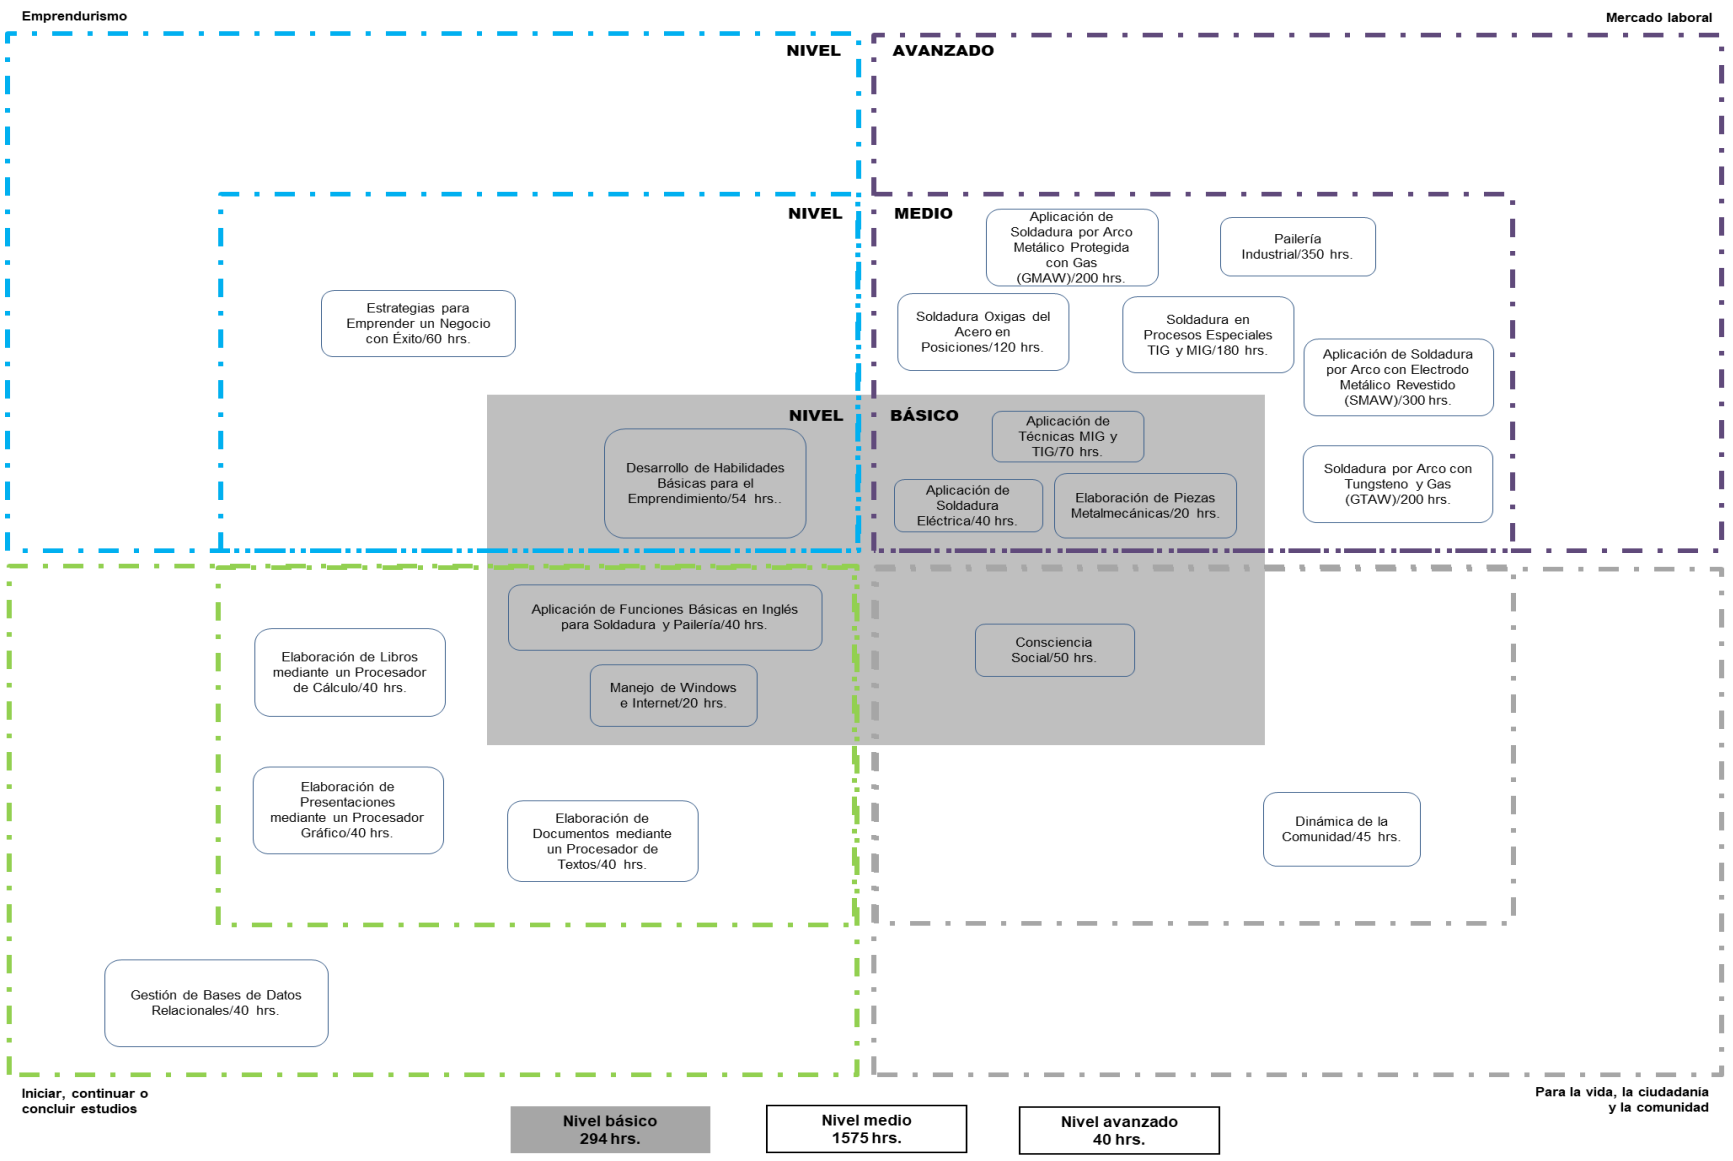 Emprendurismo
Mercado laboral
NIVEL AVANZADO
NIVEL MEDIO
Aplicación de
Soldadura por Arco
Metálico Protegida
con Gas
(GMAW)/200 hrs.
Pailería
Industrial/350 hrs.
Estrategias para
Emprender un Negocio
con Éxito/60 hrs.
Soldadura Oxigas del
Acero en
Posiciones/120 hrs.
Soldadura en
Procesos Especiales
TIG y MIG/180 hrs.
Aplicación de Soldadura
por Arco con Electrodo
Metálico Revestido
(SMAW)/300 hrs.
NIVEL BÁSICO
Aplicación de
Técnicas MIG y
TIG/70 hrs.
Desarrollo de Habilidades
Básicas para el
Emprendimiento/54 hrs..
Aplicación de
Soldadura
Eléctrica/40 hrs.
Elaboración de Piezas
Metalmecánicas/20 hrs.
Soldadura por Arco con
Tungsteno y Gas
(GTAW)/200 hrs.
Aplicación de Funciones Básicas en Inglés
para Soldadura y Pailería/40 hrs.
Elaboración de Libros
mediante un Procesador
de Cálculo/40 hrs.
Manejo de Windows
e Internet/20 hrs.
Consciencia
Social/50 hrs.
Elaboración de
Presentaciones
mediante un Procesador
Gráfico/40 hrs.
Elaboración de
Documentos mediante
un Procesador de
Textos/40 hrs.
Dinámica de la
Comunidad/45 hrs.
Gestión de Bases de Datos
Relacionales/40 hrs.
Iniciar, continuar o
concluir estudios
Para la vida, la ciudadanía
y la comunidad
Nivel básico
294 hrs.
Nivel medio
1575 hrs.
Nivel avanzado
40 hrs.